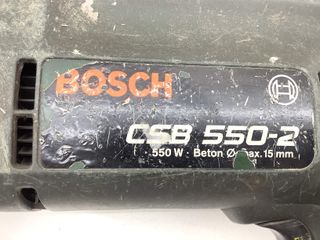 BOSCH
CSB 550-2
550 W · Beton Ø max. 15 mm